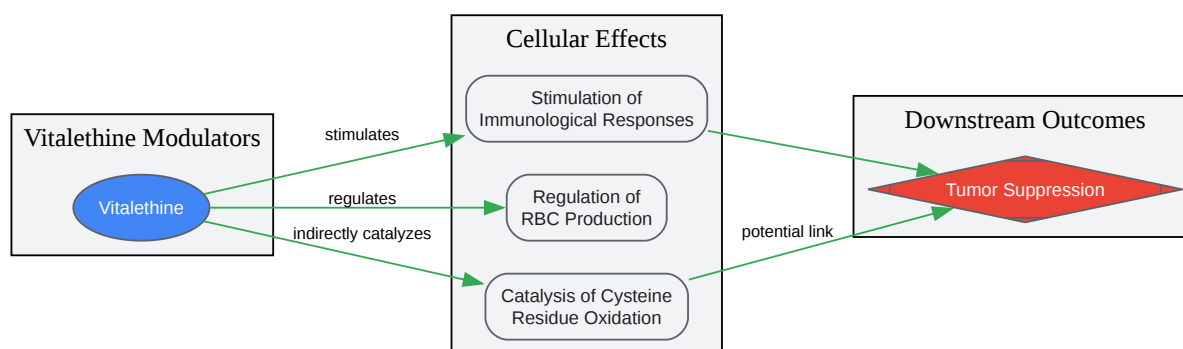 Vitalethine Modulators
Vitalethine
stimulates
regulates
indirectly catalyzes
Cellular Effects
Stimulation of
Immunological Responses
Regulation of
RBC Production
Catalysis of Cysteine
Residue Oxidation
potential link
Downstream Outcomes
Tumor Suppression